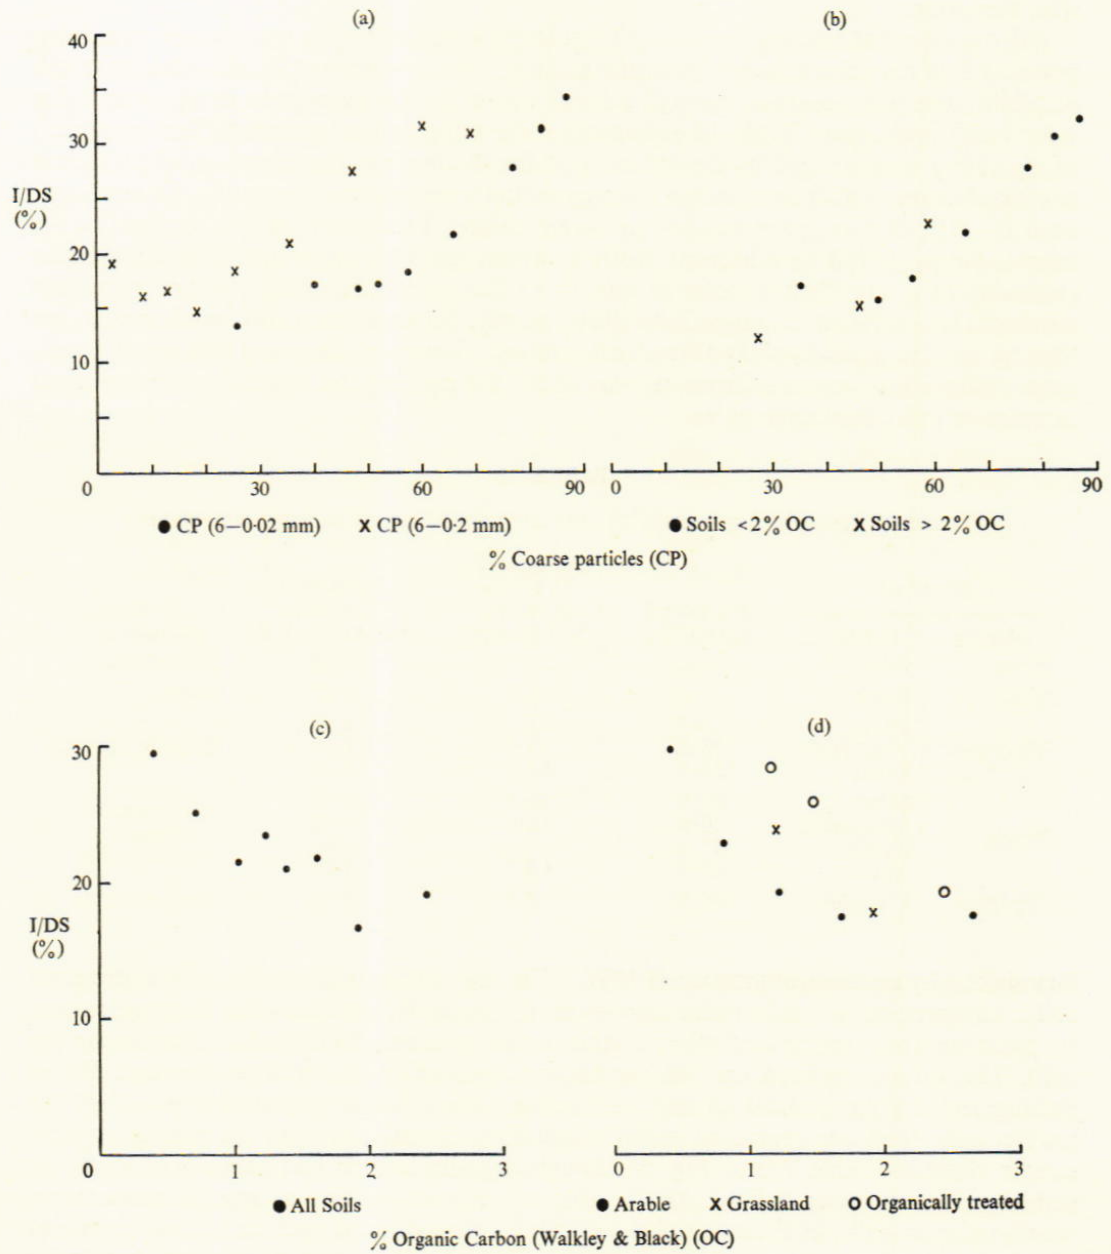 (a) (b)
40
30
I/DS
(%)
20
10
0 30 60 90 0 30 60 90
● CP (6—0·02 mm) x CP (6—0·2 mm) ● Soils <2% OC x Soils > 2% OC
% Coarse particles (CP)
(c) (d)
30
20
I/DS
(%)
10
0 1 2 3 0 1 2 3
● All Soils ● Arable x Grassland o Organically treated
% Organic Carbon (Walkley & Black) (OC)